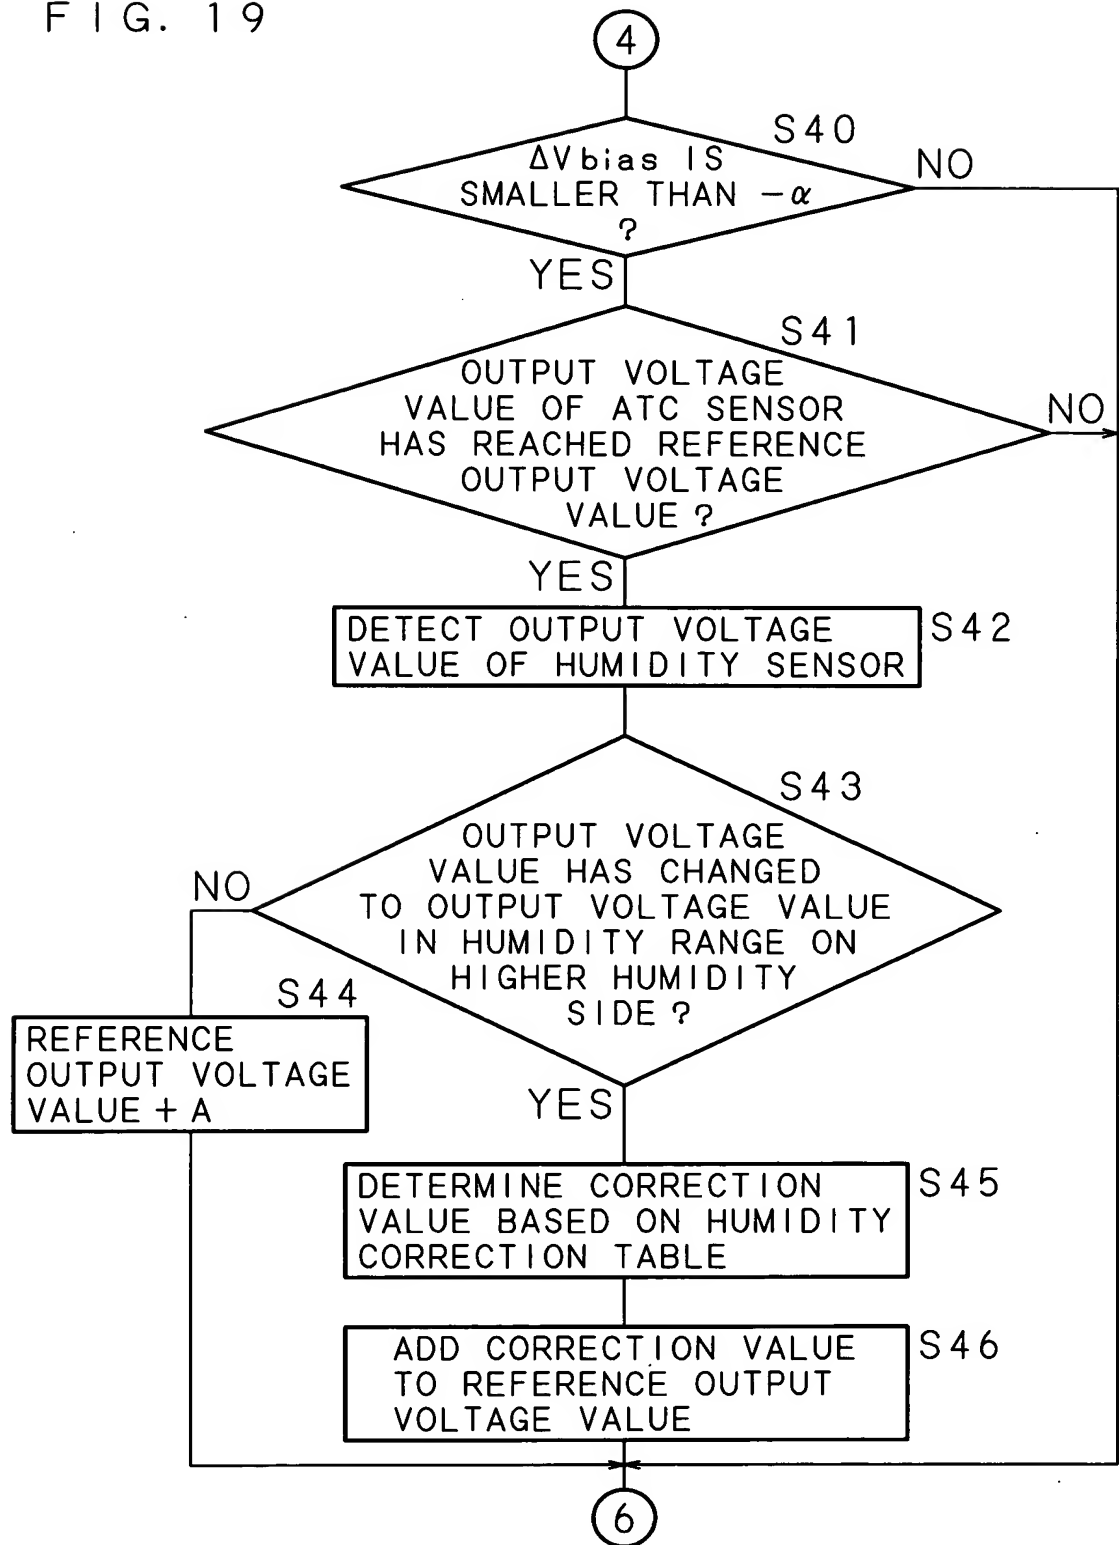 FIG. 19
4
S40
ΔVbias IS
SMALLER THAN -α
?
NO
YES
S41
OUTPUT VOLTAGE
VALUE OF ATC SENSOR
HAS REACHED REFERENCE
OUTPUT VOLTAGE
VALUE?
NO
YES
DETECT OUTPUT VOLTAGE
VALUE OF HUMIDITY SENSOR
S42
S43
OUTPUT VOLTAGE
VALUE HAS CHANGED
TO OUTPUT VOLTAGE VALUE
IN HUMIDITY RANGE ON
HIGHER HUMIDITY
SIDE?
NO
S44
REFERENCE
OUTPUT VOLTAGE
VALUE+A
YES
DETERMINE CORRECTION
VALUE BASED ON HUMIDITY
CORRECTION TABLE
S45
ADD CORRECTION VALUE
TO REFERENCE OUTPUT
VOLTAGE VALUE
S46
6